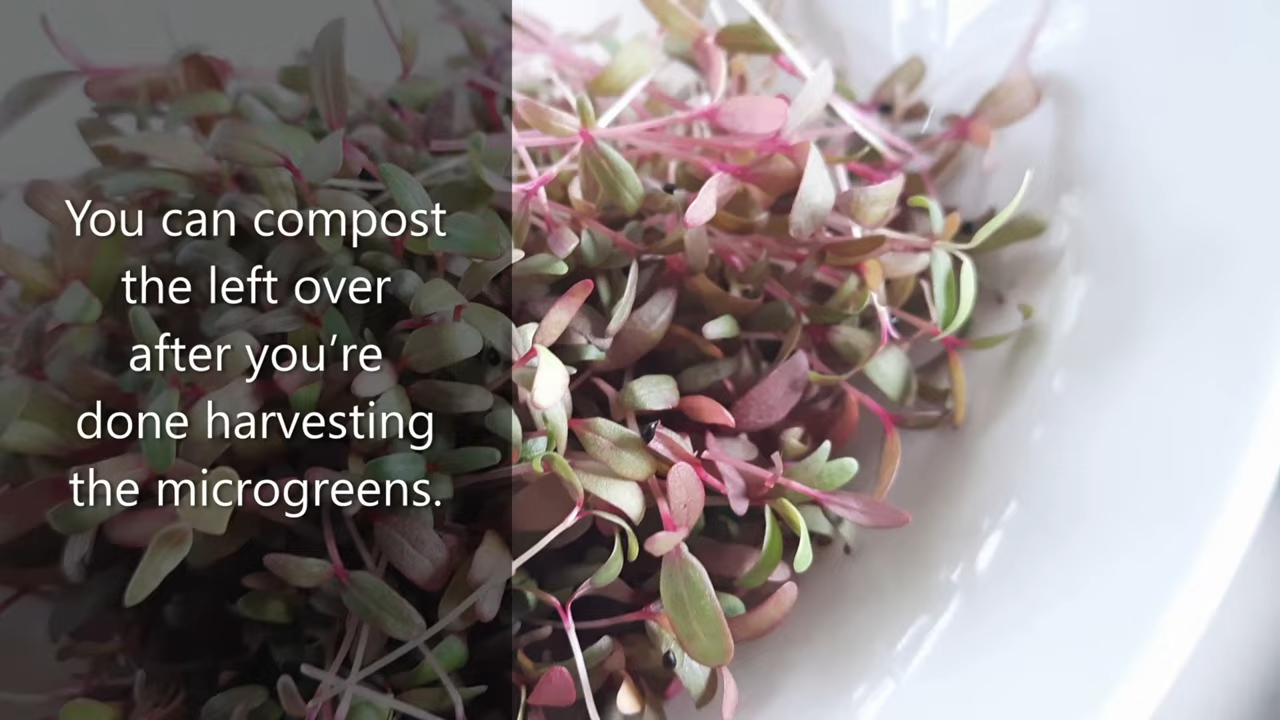 You can compost
the left over
after you’re
done harvesting
the microgreens.